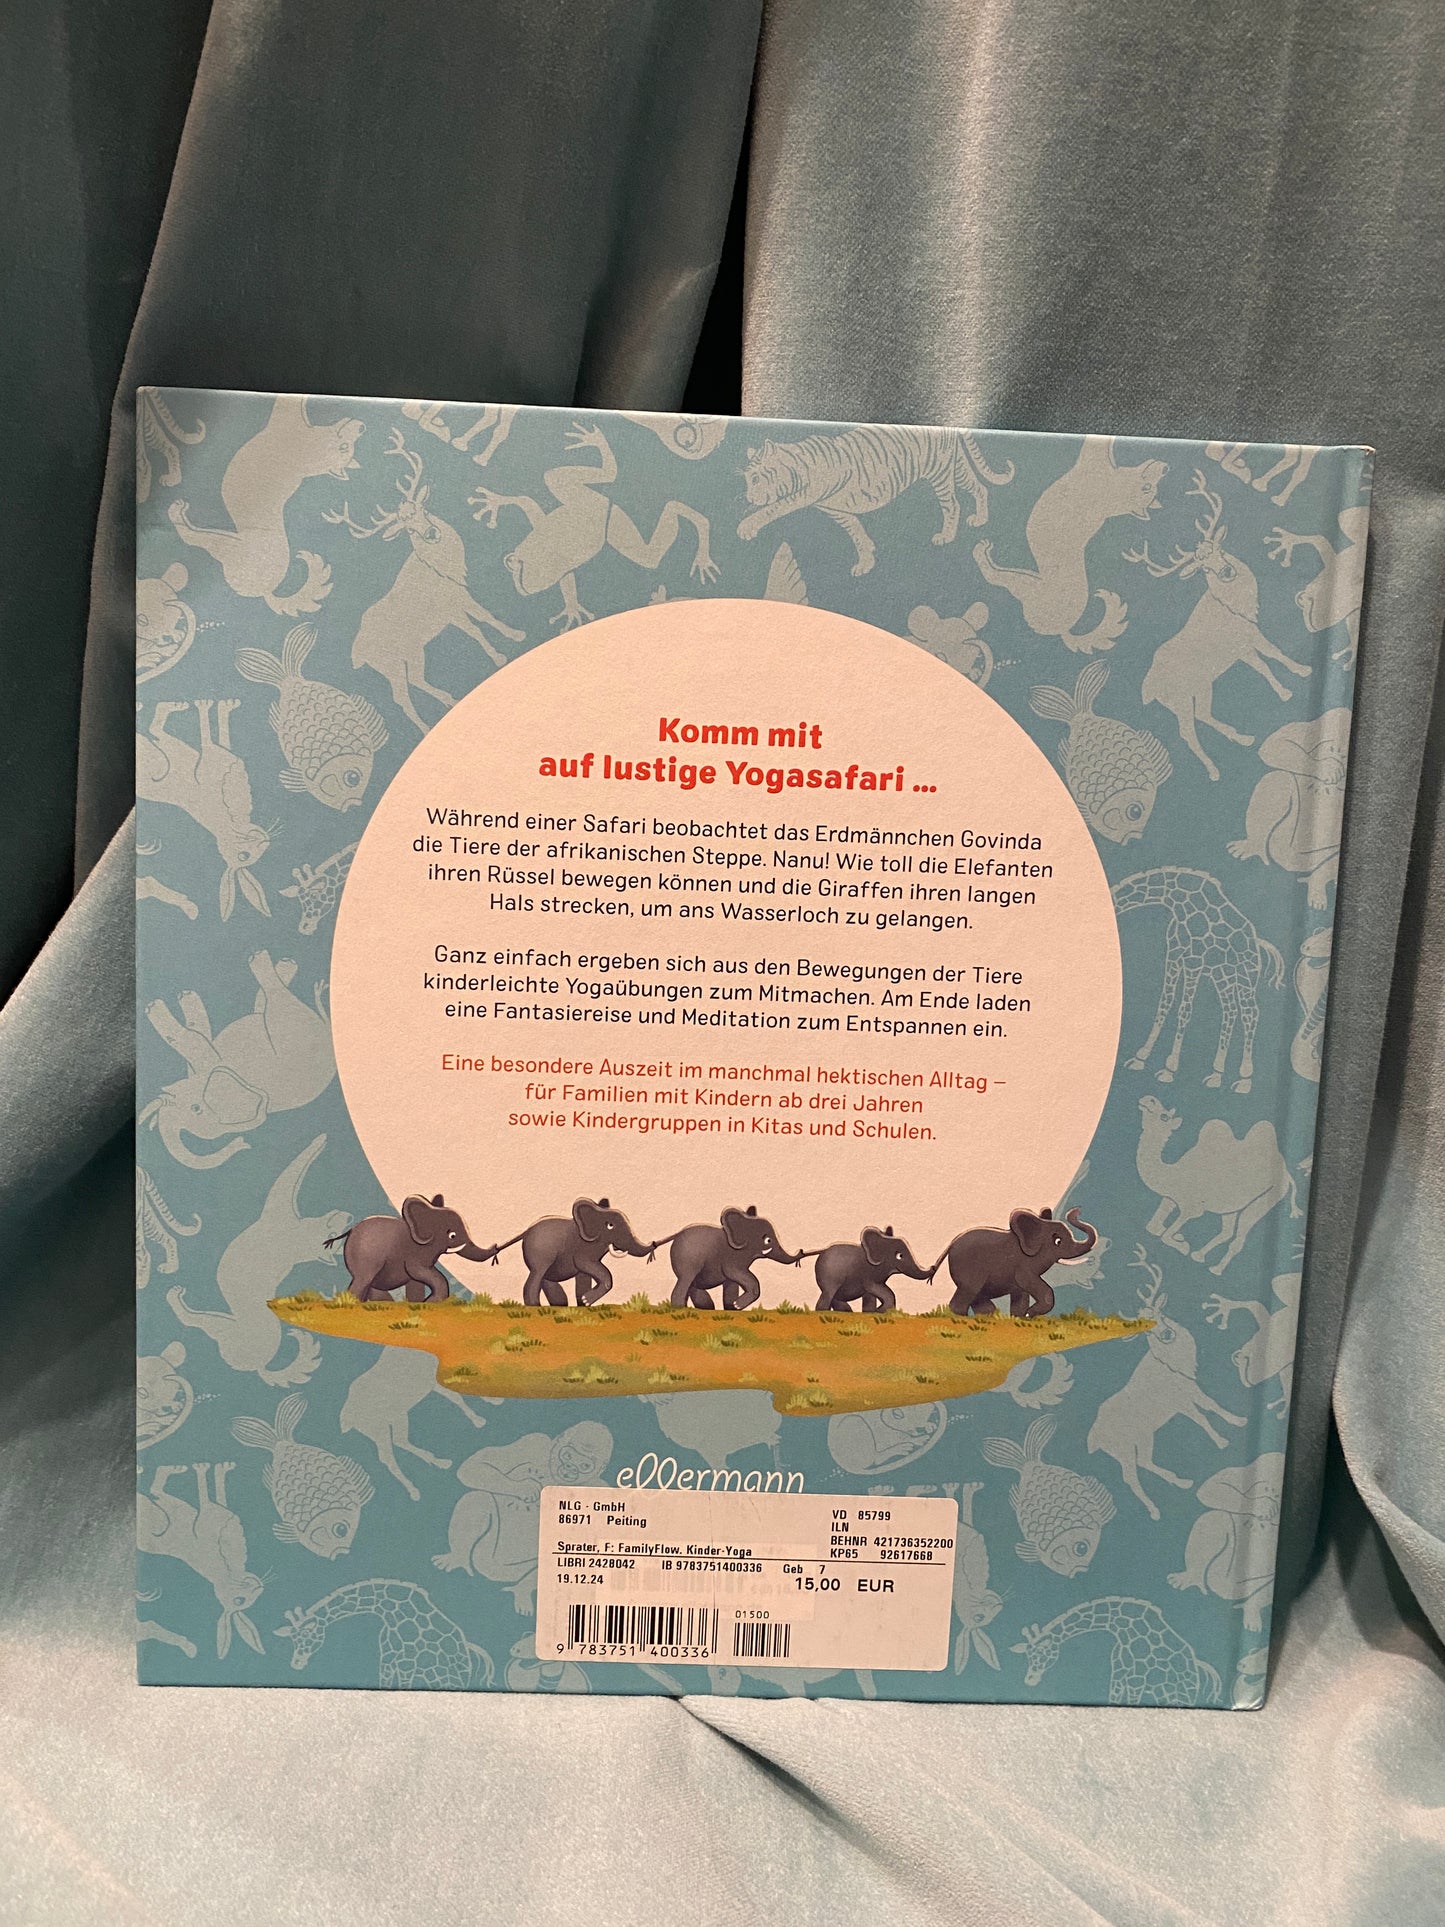 Komm mit
auf lustige Yogasafari ...
Während einer Safari beobachtet das Erdmännchen Govinda
die Tiere der afrikanischen Steppe. Nanu! Wie toll die Elefanten
ihren Rüssel bewegen können und die Giraffen ihren langen
Hals strecken, um ans Wasserloch zu gelangen.
Ganz einfach ergeben sich aus den Bewegungen der Tiere
kinderleichte Yogaübungen zum Mitmachen. Am Ende laden
eine Fantasiereise und Meditation zum Entspannen ein.
Eine besondere Auszeit im manchmal hektischen Alltag –
für Familien mit Kindern ab drei Jahren
sowie Kindergruppen in Kitas und Schulen.
ellermann
NLG - GmbH
86971 Peiting
VD 85799
ILN
BEHNR 421736352200
KP65 92617668
Sprater, F: FamilyFlow. Kinder-Yoga
LIBRI 2428042 IB 9783751400336 Geb 7
19.12.24 15,00 EUR
01500
9 783751 400336